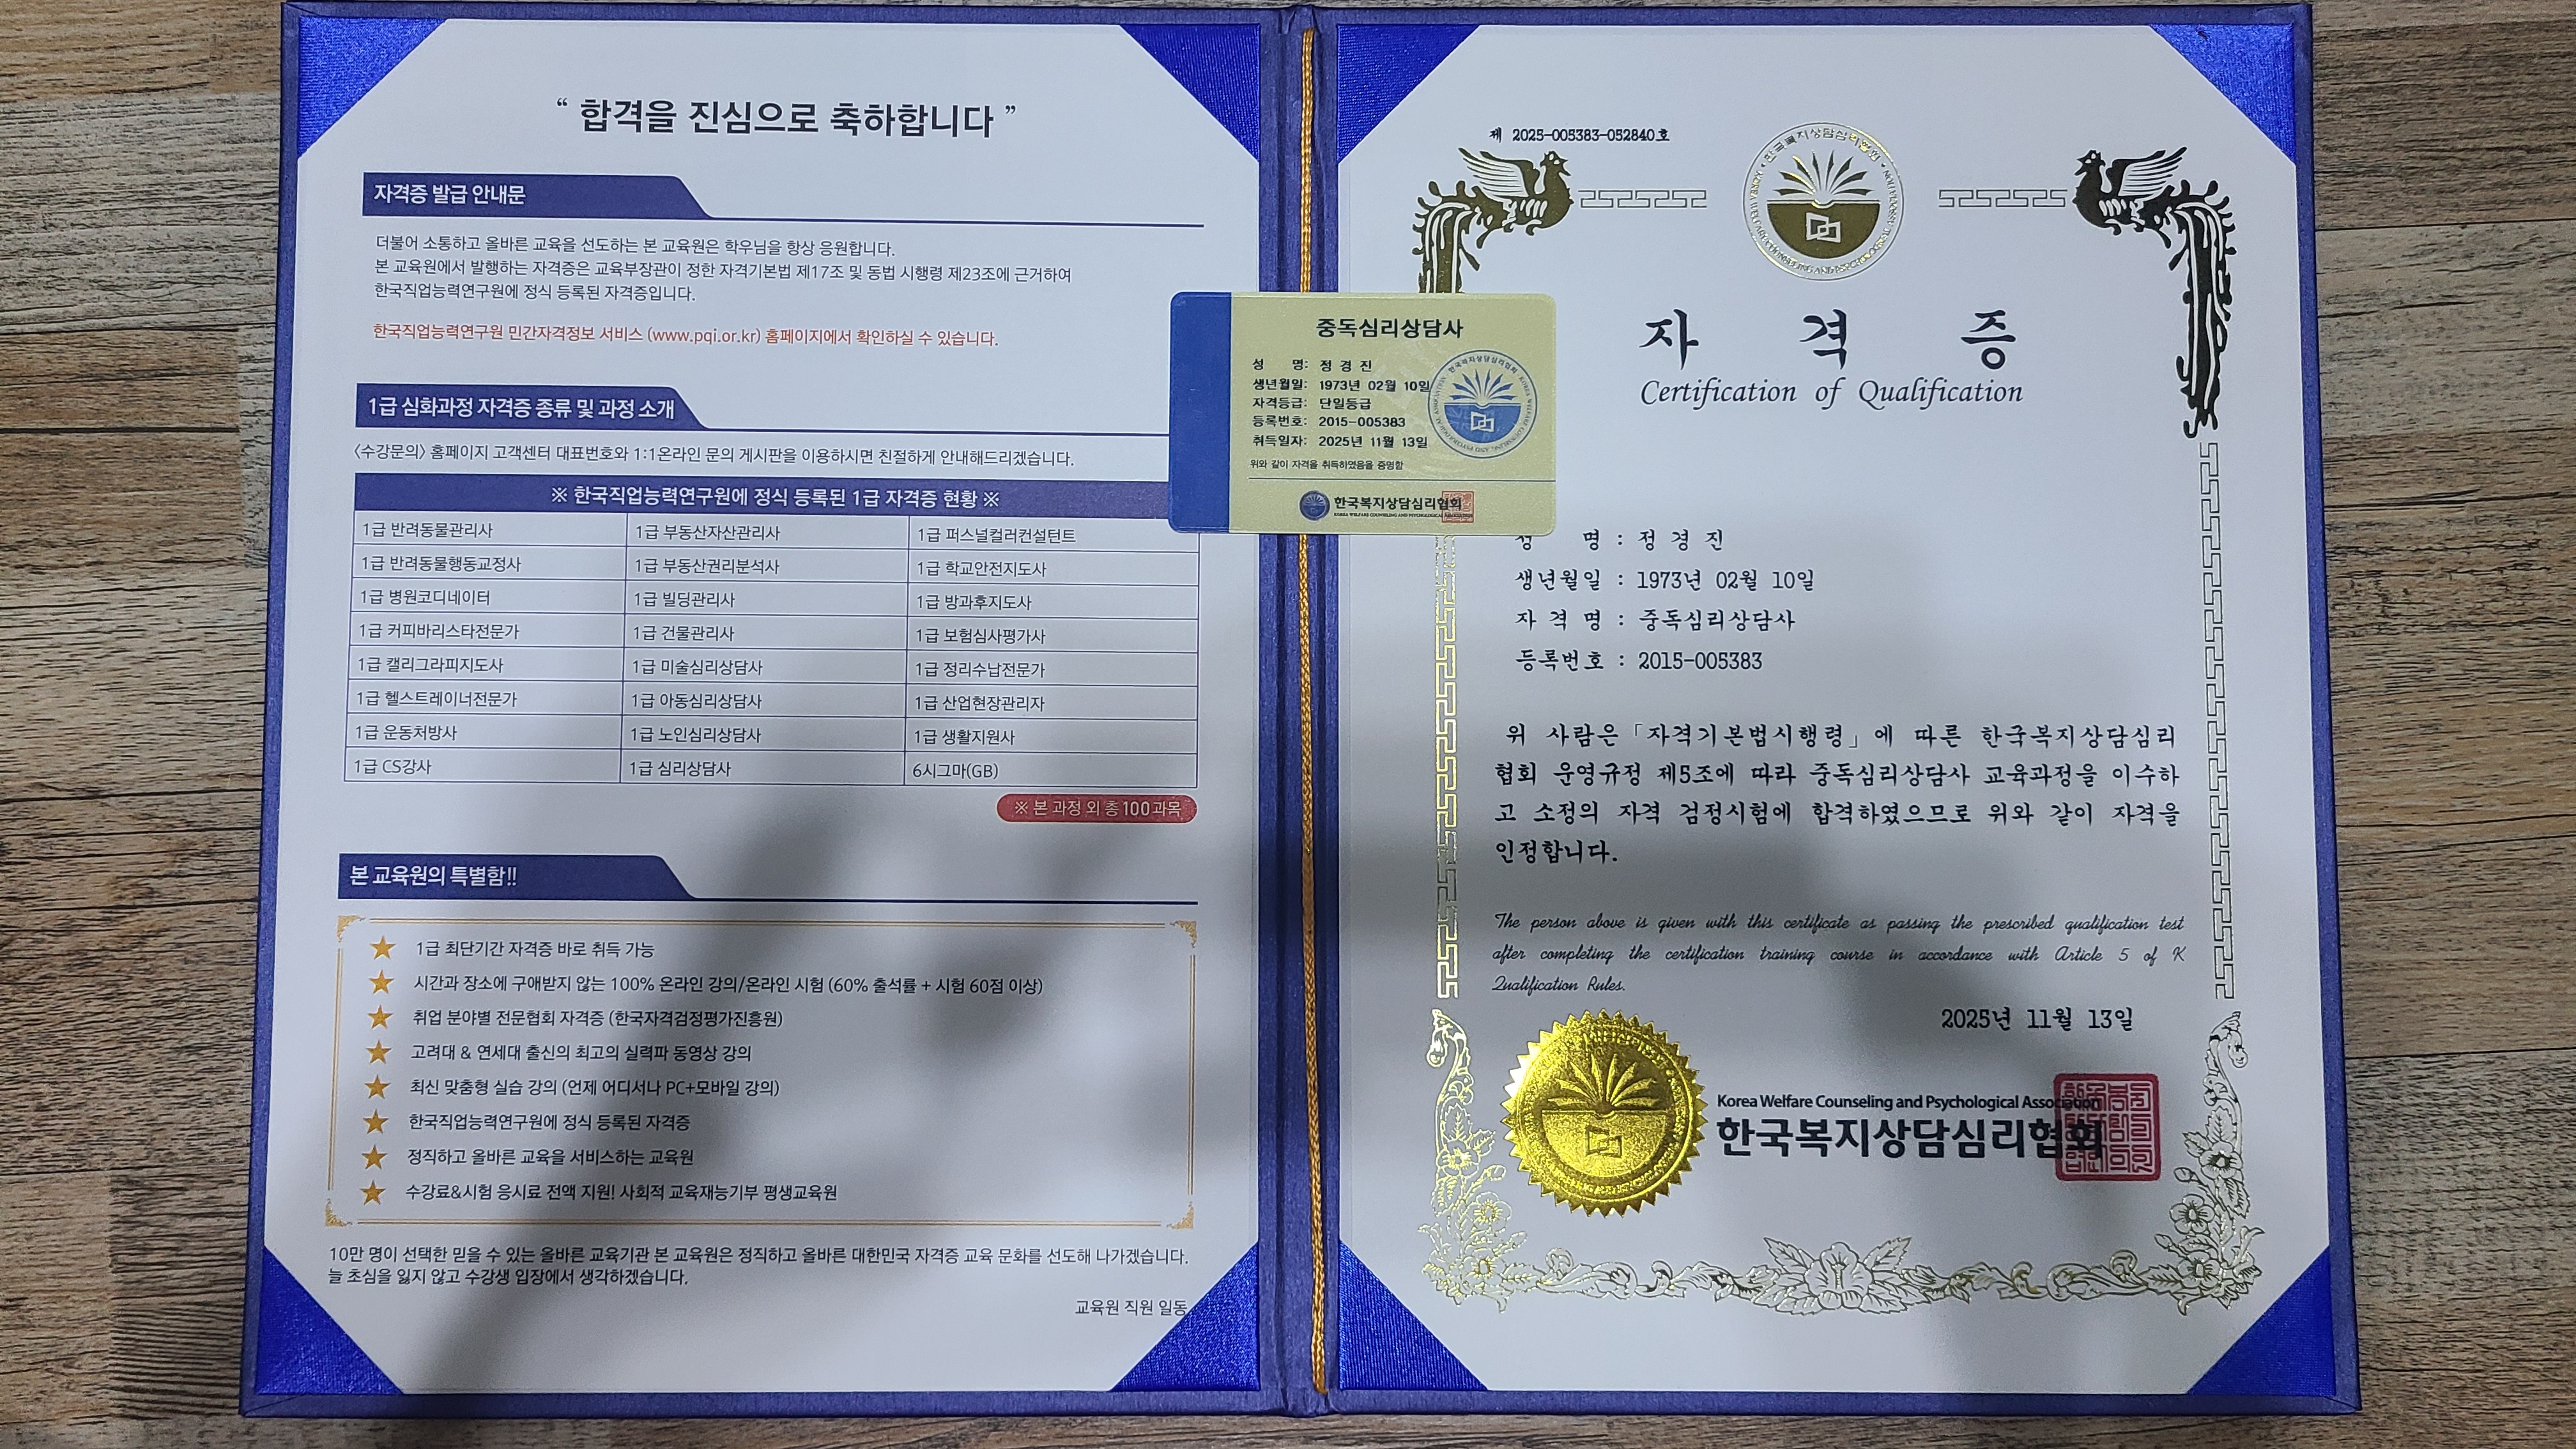 “ 합격을 진심으로 축하합니다 ”
자격증 발급 안내문
더불어 소통하고 올바른 교육을 선도하는 본 교육원은 학우님을 항상 응원합니다.
본 교육원에서 발행하는 자격증은 교육부장관이 정한 자격기본법 제17조 및 동법 시행령 제23조에 근거하여
한국직업능력연구원에 정식 등록된 자격증입니다.
한국직업능력연구원 민간자격정보 서비스 (www.pqi.or.kr) 홈페이지에서 확인하실 수 있습니다.
1급 심화과정 자격증 종류 및 과정 소개
〈수강문의〉 홈페이지 고객센터 대표번호와 1:1온라인 문의 게시판을 이용하시면 친절하게 안내해드리겠습니다.
※ 한국직업능력연구원에 정식 등록된 1급 자격증 현황 ※
1급 반려동물관리사 1급 부동산자산관리사 1급 퍼스널컬러컨설턴트
1급 반려동물행동교정사 1급 부동산권리분석사 1급 학교안전지도사
1급 병원코디네이터 1급 빌딩관리사 1급 방과후지도사
1급 커피바리스타전문가 1급 건물관리사 1급 보험심사평가사
1급 캘리그라피지도사 1급 미술심리상담사 1급 정리수납전문가
1급 헬스트레이너전문가 1급 아동심리상담사 1급 산업현장관리자
1급 운동처방사 1급 노인심리상담사 1급 생활지원사
1급 CS강사 1급 심리상담사 6시그마(GB)
※ 본 과정 외 총 100과목
본 교육원의 특별함!!
1급 최단기간 자격증 바로 취득 가능
시간과 장소에 구애받지 않는 100% 온라인 강의/온라인 시험 (60% 출석률 + 시험 60점 이상)
취업 분야별 전문협회 자격증 (한국자격검정평가진흥원)
고려대 & 연세대 출신의 최고의 실력파 동영상 강의
최신 맞춤형 실습 강의 (언제 어디서나 PC+모바일 강의)
한국직업능력연구원에 정식 등록된 자격증
정직하고 올바른 교육을 서비스하는 교육원
수강료&시험 응시료 전액 지원! 사회적 교육재능기부 평생교육원
10만 명이 선택한 믿을 수 있는 올바른 교육기관 본 교육원은 정직하고 올바른 대한민국 자격증 교육 문화를 선도해 나가겠습니다.
늘 초심을 잃지 않고 수강생 입장에서 생각하겠습니다.
교육원 직원 일동
중독심리상담사
성 명: 정 경 진
생년월일: 1973년 02월 10일
자격등급: 단일등급
등록번호: 2015-005383
취득일자: 2025년 11월 13일
위와 같이 자격을 취득하였음을 증명함
한국복지상담심리협회
제 2025-005383-052840호
한국복지상담심리협회
자 격 증
Certification of Qualification
성 명 : 정 경 진
생년월일 : 1973년 02월 10일
자 격 명 : 중독심리상담사
등록번호 : 2015-005383
위 사람은 「자격기본법시행령」에 따른 한국복지상담심리
협회 운영규정 제5조에 따라 중독심리상담사 교육과정을 이수하
고 소정의 자격 검정시험에 합격하였으므로 위와 같이 자격을
인정합니다.
The person above is given with this certificate as passing the prescribed qualification test
after completing the certification training course in accordance with Article 5 of K
Qualification Rules.
2025년 11월 13일
Korea Welfare Counseling and Psychological Association
한국복지상담심리협회